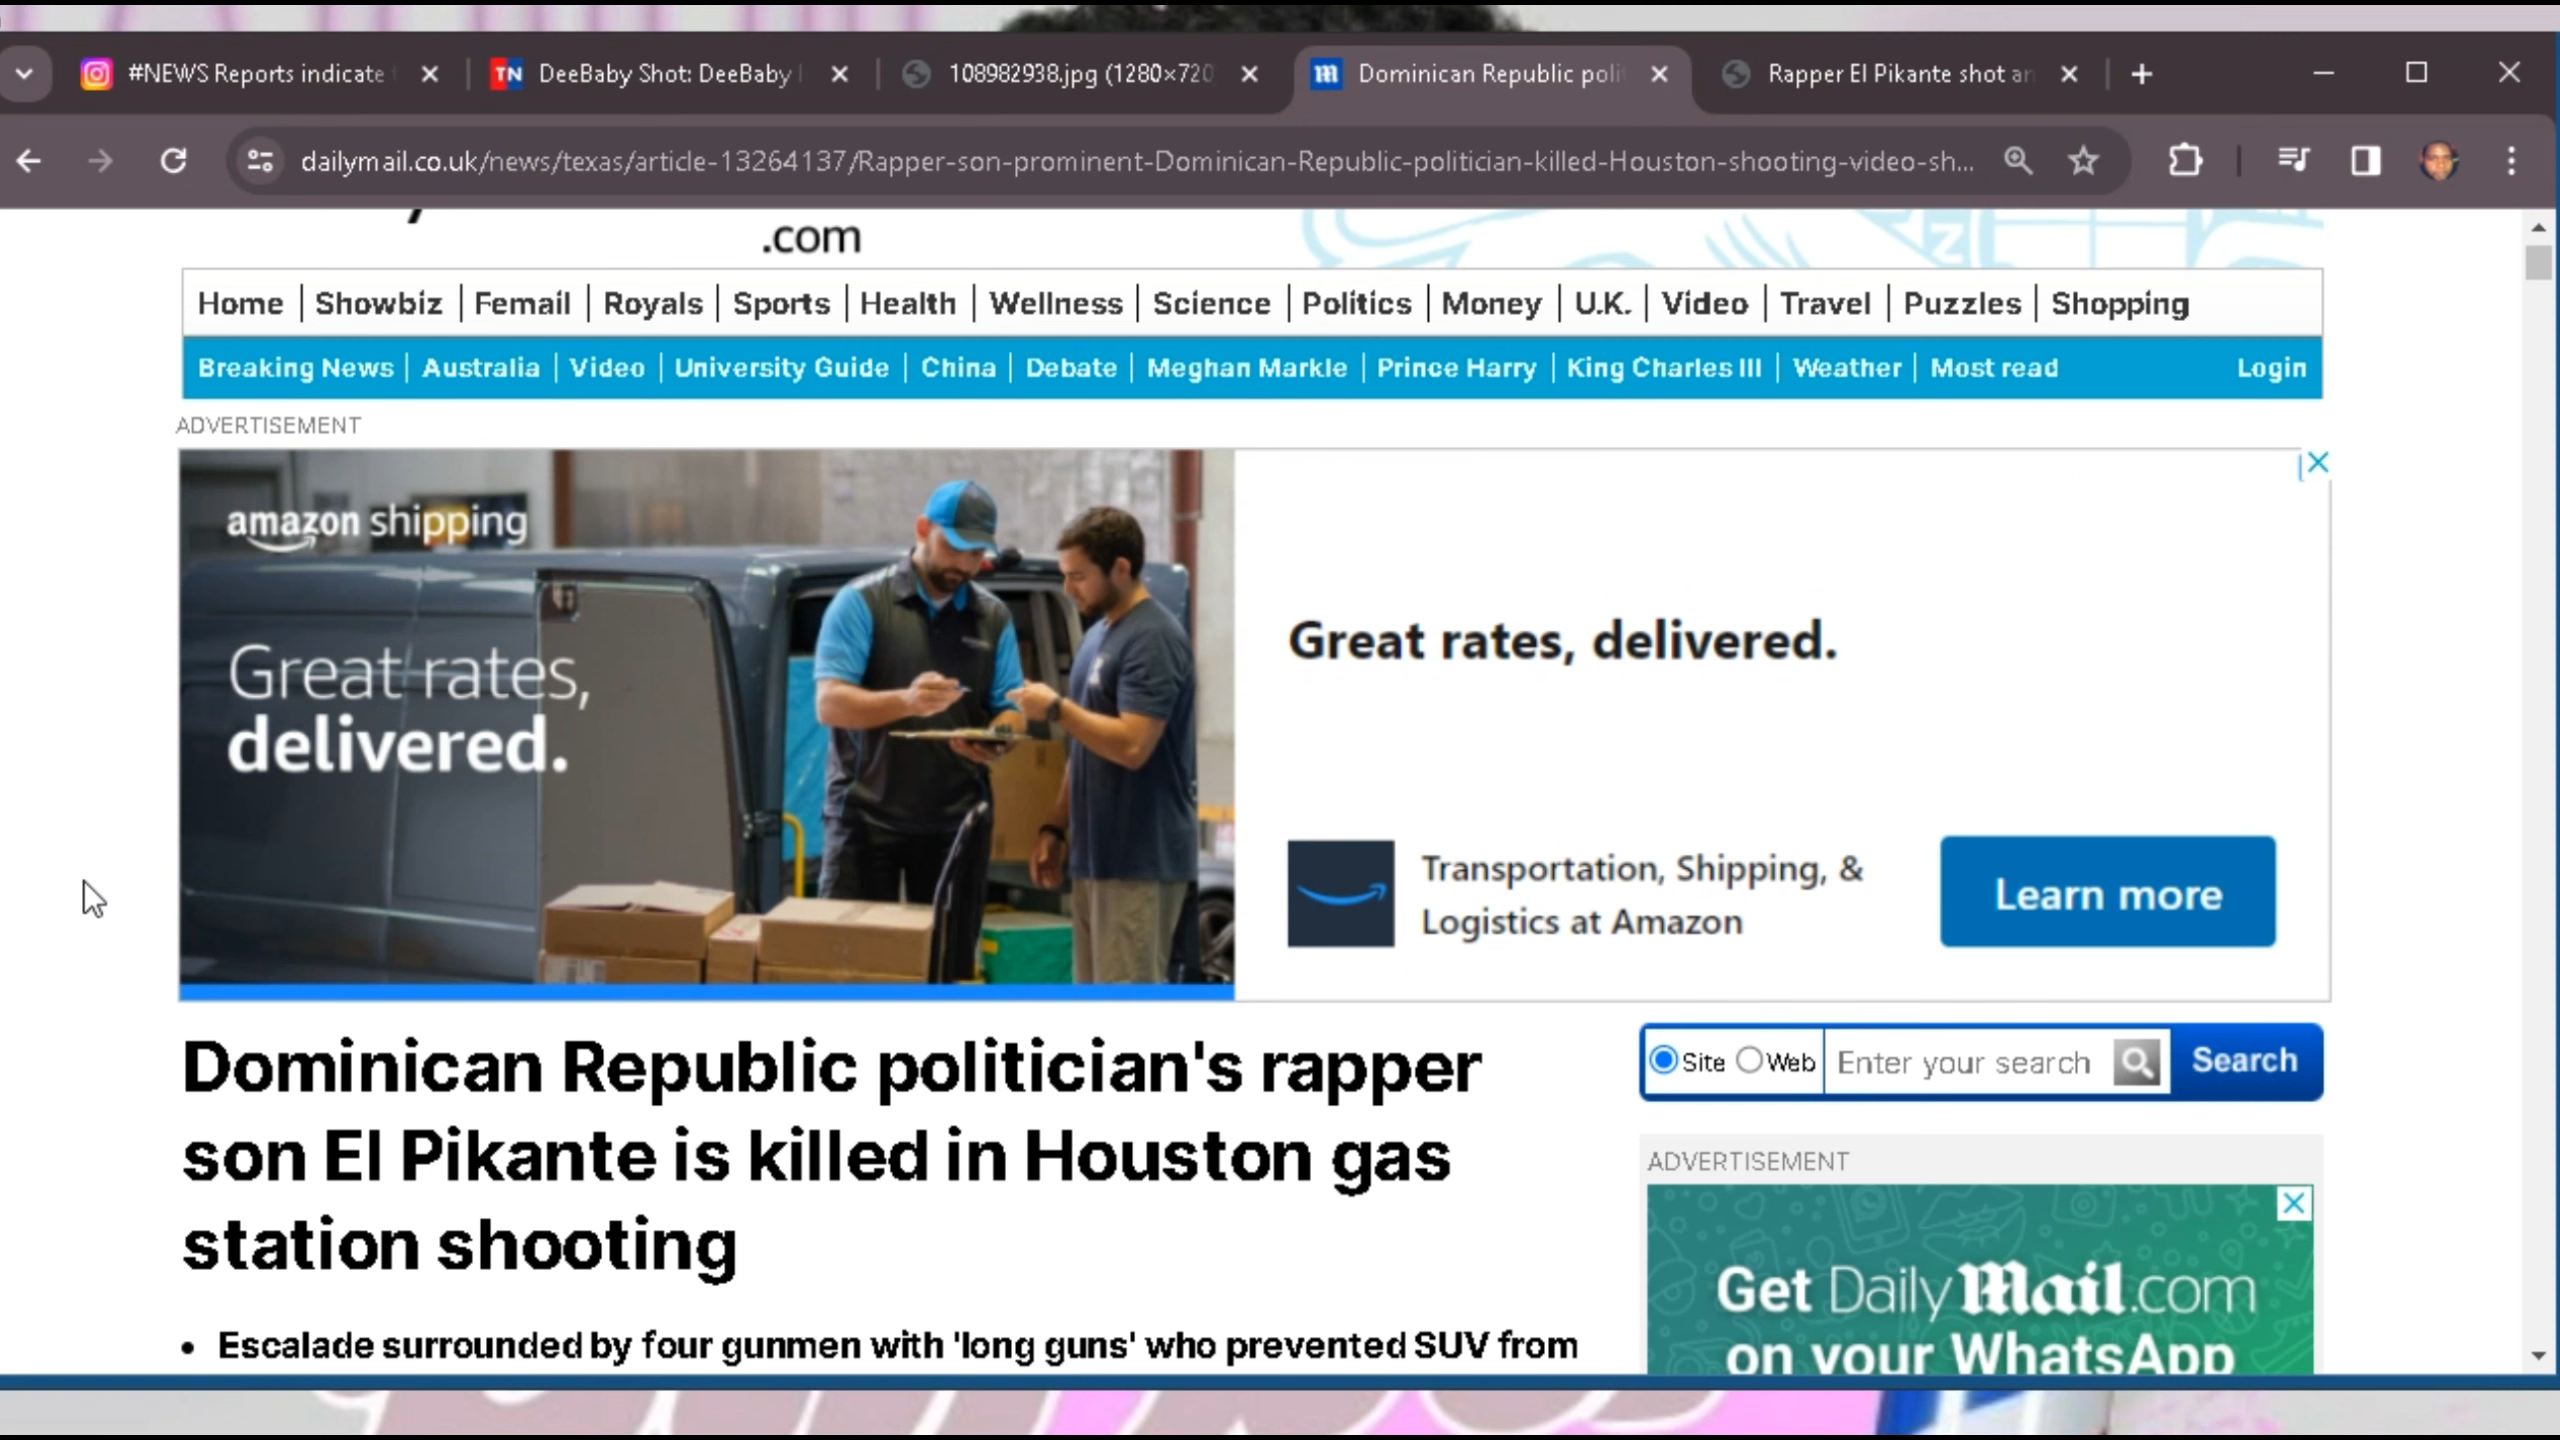 #NEWS Reports indicate
DeeBaby Shot: DeeBaby
108982938.jpg (1280×720
Dominican Republic poli
Rapper El Pikante shot an
dailymail.co.uk/news/texas/article-13264137/Rapper-son-prominent-Dominican-Republic-politician-killed-Houston-shooting-video-sh...
.com
Home | Showbiz | Femail | Royals | Sports | Health | Wellness | Science | Politics | Money | U.K. | Video | Travel | Puzzles | Shopping
Breaking News | Australia | Video | University Guide | China | Debate | Meghan Markle | Prince Harry | King Charles III | Weather | Most read Login
ADVERTISEMENT
amazon shipping
Great rates,
delivered.
Great rates, delivered.
Transportation, Shipping, &
Logistics at Amazon
Learn more
Dominican Republic politician's rapper
son El Pikante is killed in Houston gas
station shooting
• Escalade surrounded by four gunmen with 'long guns' who prevented SUV from
Site Web Enter your search Search
ADVERTISEMENT
Get DailyMail.com
on your WhatsApp